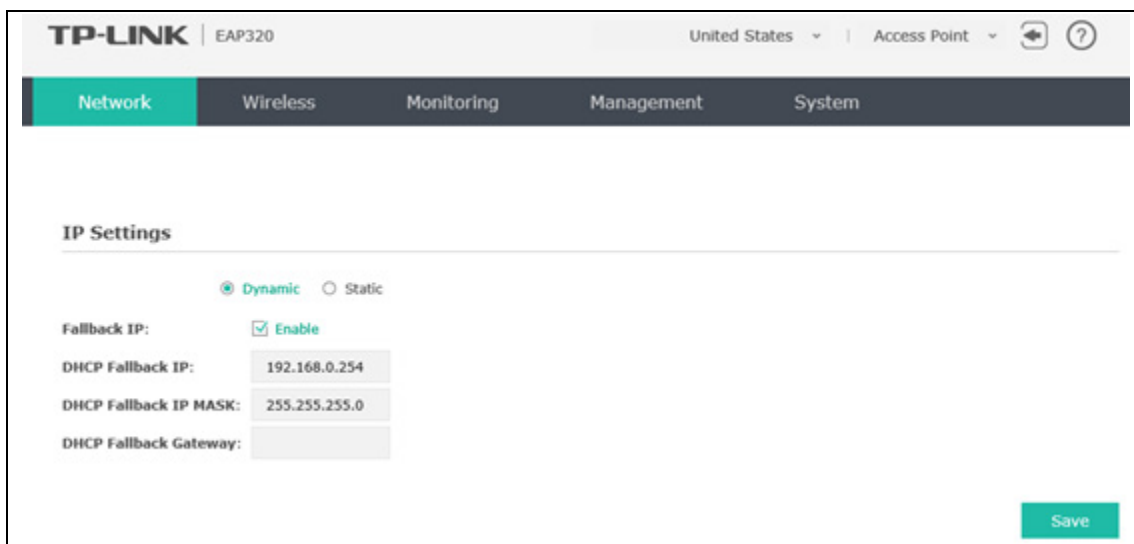 TP-LINK | EAP320 United States | Access Point ?
Network Wireless Monitoring Management System
IP Settings
Dynamic Static
Fallback IP: Enable
DHCP Fallback IP: 192.168.0.254
DHCP Fallback IP MASK: 255.255.255.0
DHCP Fallback Gateway:
Save